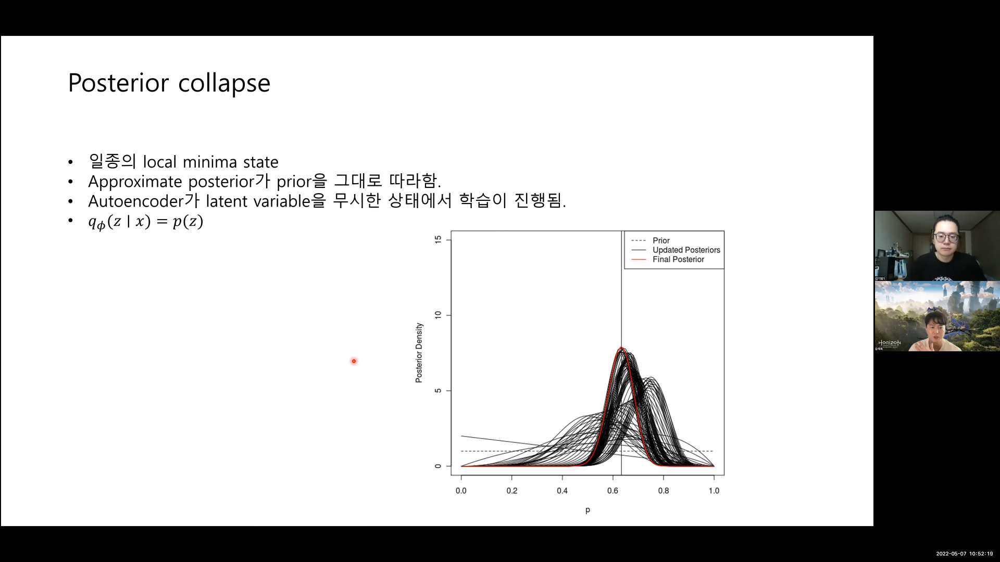 Posterior collapse
• 일종의 local minima state
• Approximate posterior가 prior을 그대로 따라함.
• Autoencoder가 latent variable을 무시한 상태에서 학습이 진행됨.
• qϕ(z | x) = p(z)
Prior
Updated Posteriors
Final Posterior
Posterior Density
15
10
5
0
0.0 0.2 0.4 0.6 0.8 1.0
p
HORIZON
2022-05-07 10:52:19